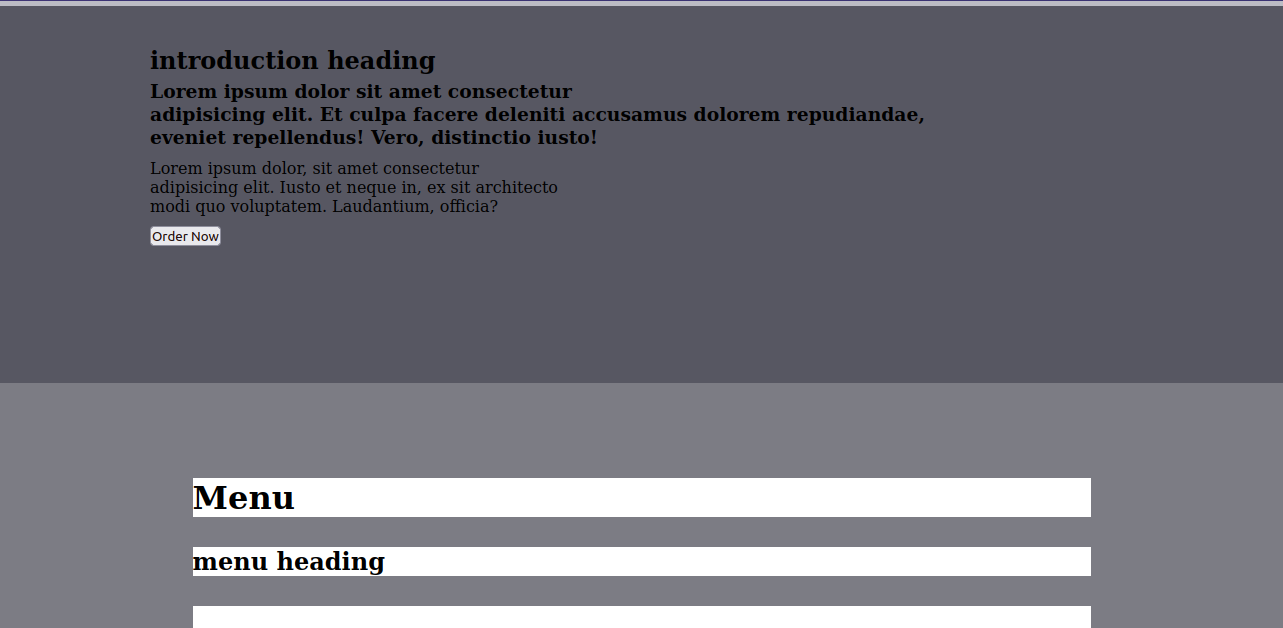 introduction heading
Lorem ipsum dolor sit amet consectetur
adipisicing elit. Et culpa facere deleniti accusamus dolorem repudiandae,
eveniet repellendus! Vero, distinctio iusto!
Lorem ipsum dolor, sit amet consectetur
adipisicing elit. Iusto et neque in, ex sit architecto
modi quo voluptatem. Laudantium, officia?
Order Now
Menu
menu heading